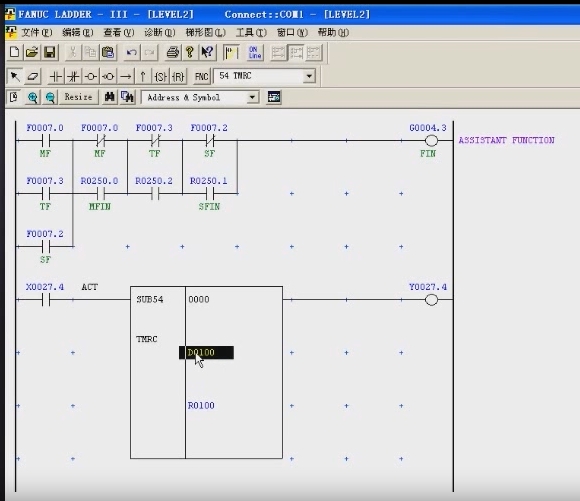 FANUC LADDER - III - [LEVEL2] Connect::COM1 - [LEVEL2]
文件(F) 编辑(E) 查看(V) 诊断(D) 梯形图(L) 工具(T) 窗口(W) 帮助(H)
ON Line
(S) (R) FNC 54 TMRC
Resize Address & Symbol
F0007.0 F0007.0 F0007.3 F0007.2 G0004.3
ASSISTANT FUNCTION
MF MF TF SF FIN
F0007.3 R0250.0 R0250.2 R0250.1
TF MFIN SFIN
F0007.2
SF
X0027.4 ACT Y0027.4
SUB54 0000
TMRC
D0100
R0100